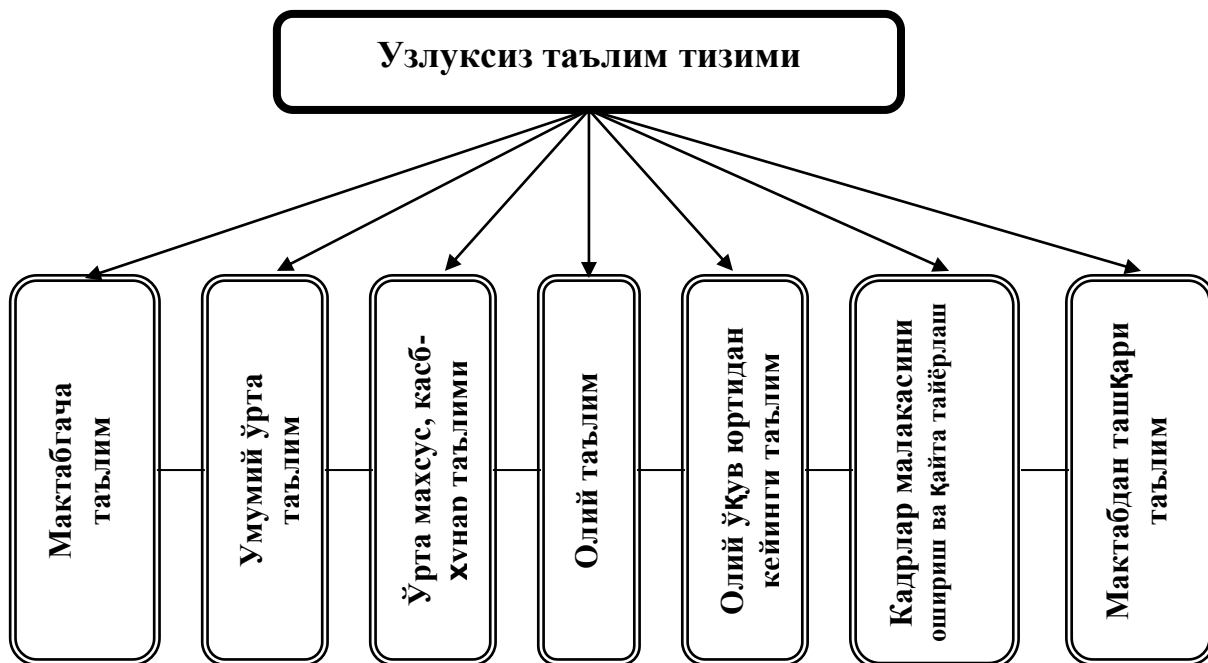 Узлуксиз таълим тизими
Мактабгача
таълим
Умумий ўрта
таълим
Ўрта махсус, касб-
ҳунар таълими
Олий таълим
Олий ўқув юртидан
кейинги таълим
Кадрлар малакасини
ошириш ва қайта тайёрлаш
Мактабдан ташқари
таълим